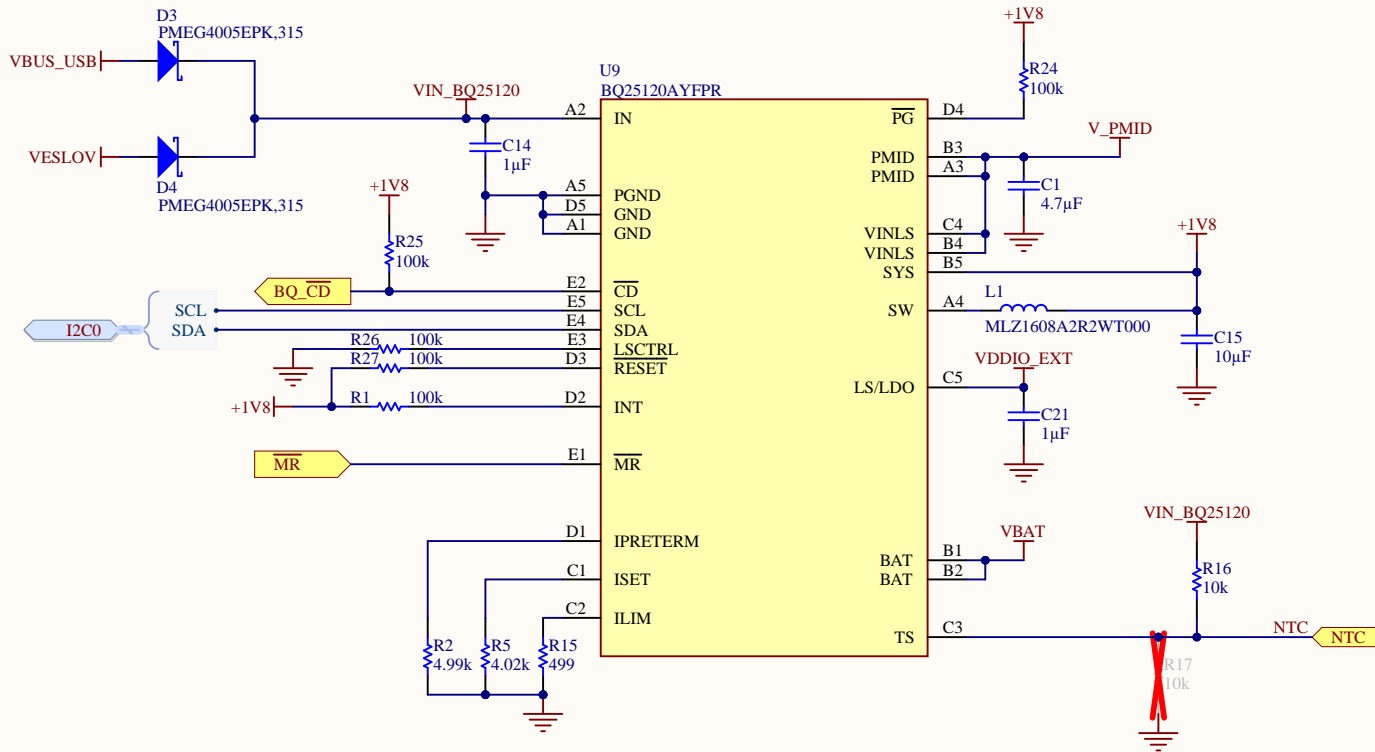 D3
PMEG4005EPK,315
VBUS_USB
VESLOV
D4
PMEG4005EPK,315
VIN_BQ25120
C14
1µF
+1V8
R25
100k
BQ_CD
I2C0
SCL
SDA
R26 100k
R27 100k
+1V8
R1 100k
MR
R2
4.99k
R5
4.02k
R15
499
U9
BQ25120AYFPR
A2 IN
A5 PGND
D5 GND
A1 GND
E2 CD
E5 SCL
E4 SDA
E3 LSCTRL
D3 RESET
D2 INT
E1 MR
D1 IPRETERM
C1 ISET
C2 ILIM
PG D4
PMID B3
PMID A3
VINLS C4
VINLS B4
SYS B5
SW A4
LS/LDO C5
BAT B1
BAT B2
TS C3
+1V8
R24
100k
V_PMID
C1
4.7µF
+1V8
L1
MLZ1608A2R2WT000
C15
10µF
VDDIO_EXT
C21
1µF
VBAT
VIN_BQ25120
R16
10k
NTC
NTC
R17
10k